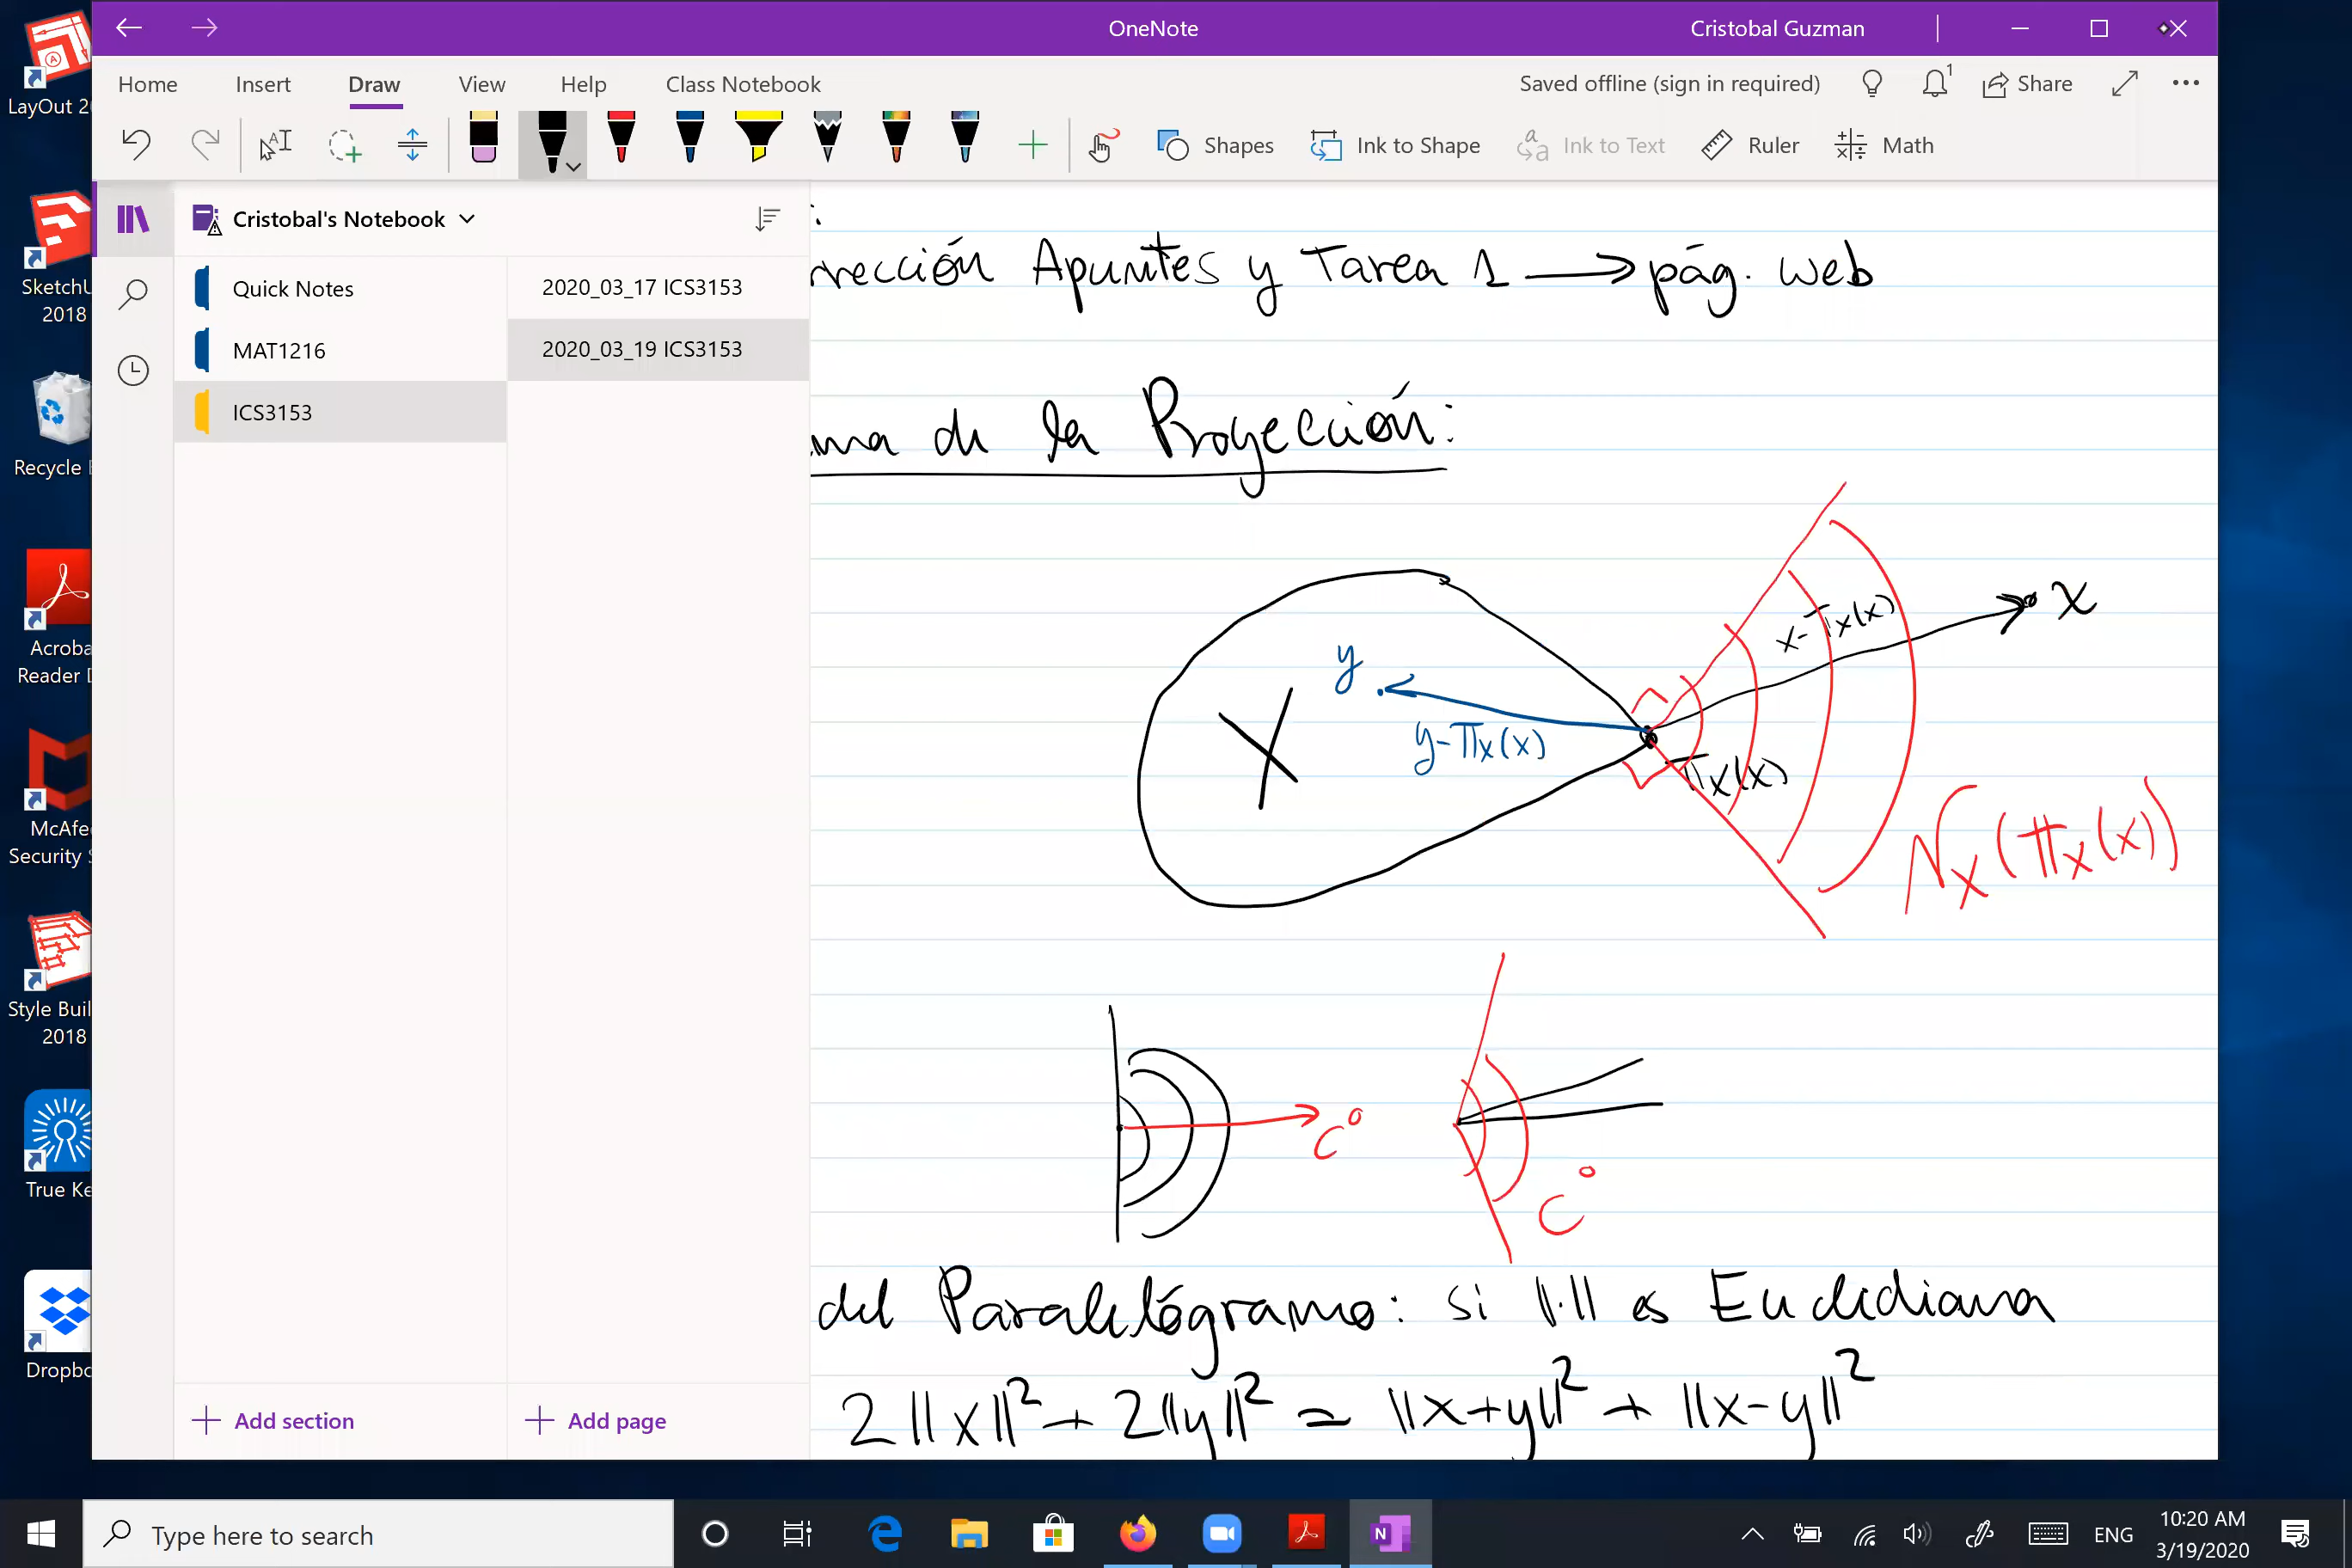 OneNote
Cristobal Guzman
Home Insert Draw View Help Class Notebook
Saved offline (sign in required) 1 Share
Shapes Ink to Shape Ink to Text Ruler Math
Cristobal's Notebook
Quick Notes
MAT1216
ICS3153
2020_03_17 ICS3153
2020_03_19 ICS3153
Add section
Add page
LayOut 2
SketchU
2018
Recycle
Acroba
Reader
McAfe
Security
Style Buil
2018
True Ke
Dropbo
rrección Apuntes y Tarea 1 → pág. web
ma de la Proyección:
X
y
y-πx(x)
x-πx(x)
x
πx(x)
Nx(πx(x))
C°
C°
del Paralelógramo: si ‖·‖ es Euclidiana
2‖x‖² + 2‖y‖² = ‖x+y‖² + ‖x-y‖²
Type here to search
ENG
10:20 AM
3/19/2020